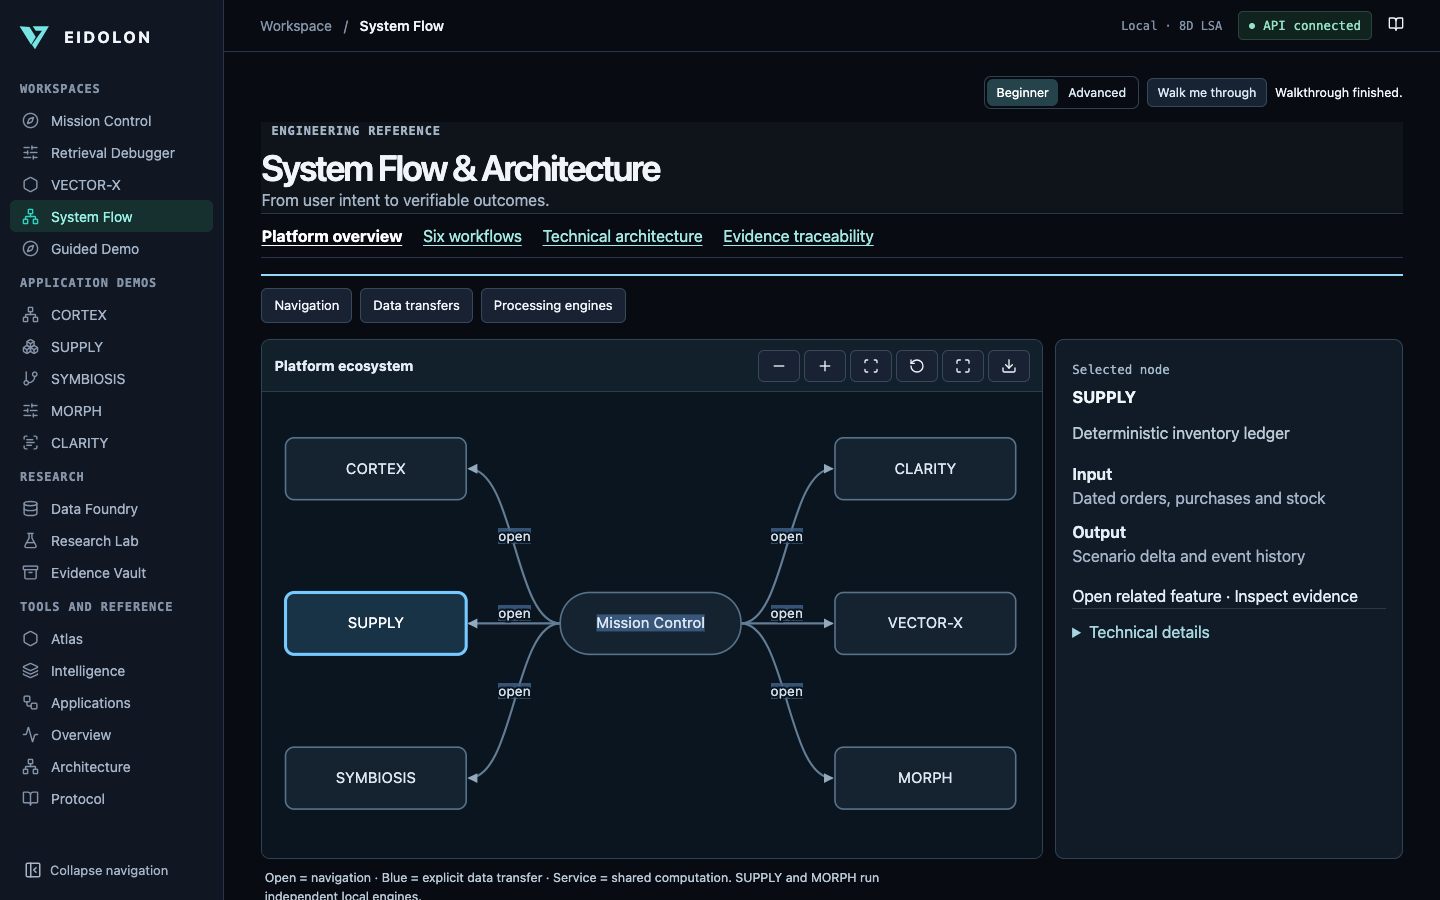 EIDOLON
WORKSPACES
Mission Control
Retrieval Debugger
VECTOR-X
System Flow
Guided Demo
APPLICATION DEMOS
CORTEX
SUPPLY
SYMBIOSIS
MORPH
CLARITY
RESEARCH
Data Foundry
Research Lab
Evidence Vault
TOOLS AND REFERENCE
Atlas
Intelligence
Applications
Overview
Architecture
Protocol
Collapse navigation
Workspace / System Flow
Local · 8D LSA
API connected
Beginner
Advanced
Walk me through
Walkthrough finished.
ENGINEERING REFERENCE
System Flow & Architecture
From user intent to verifiable outcomes.
Platform overview
Six workflows
Technical architecture
Evidence traceability
Navigation
Data transfers
Processing engines
Platform ecosystem
CORTEX
CLARITY
open
open
SUPPLY
open
Mission Control
open
VECTOR-X
open
open
SYMBIOSIS
MORPH
Open = navigation · Blue = explicit data transfer · Service = shared computation. SUPPLY and MORPH run
independent local engines.
Selected node
SUPPLY
Deterministic inventory ledger
Input
Dated orders, purchases and stock
Output
Scenario delta and event history
Open related feature · Inspect evidence
Technical details